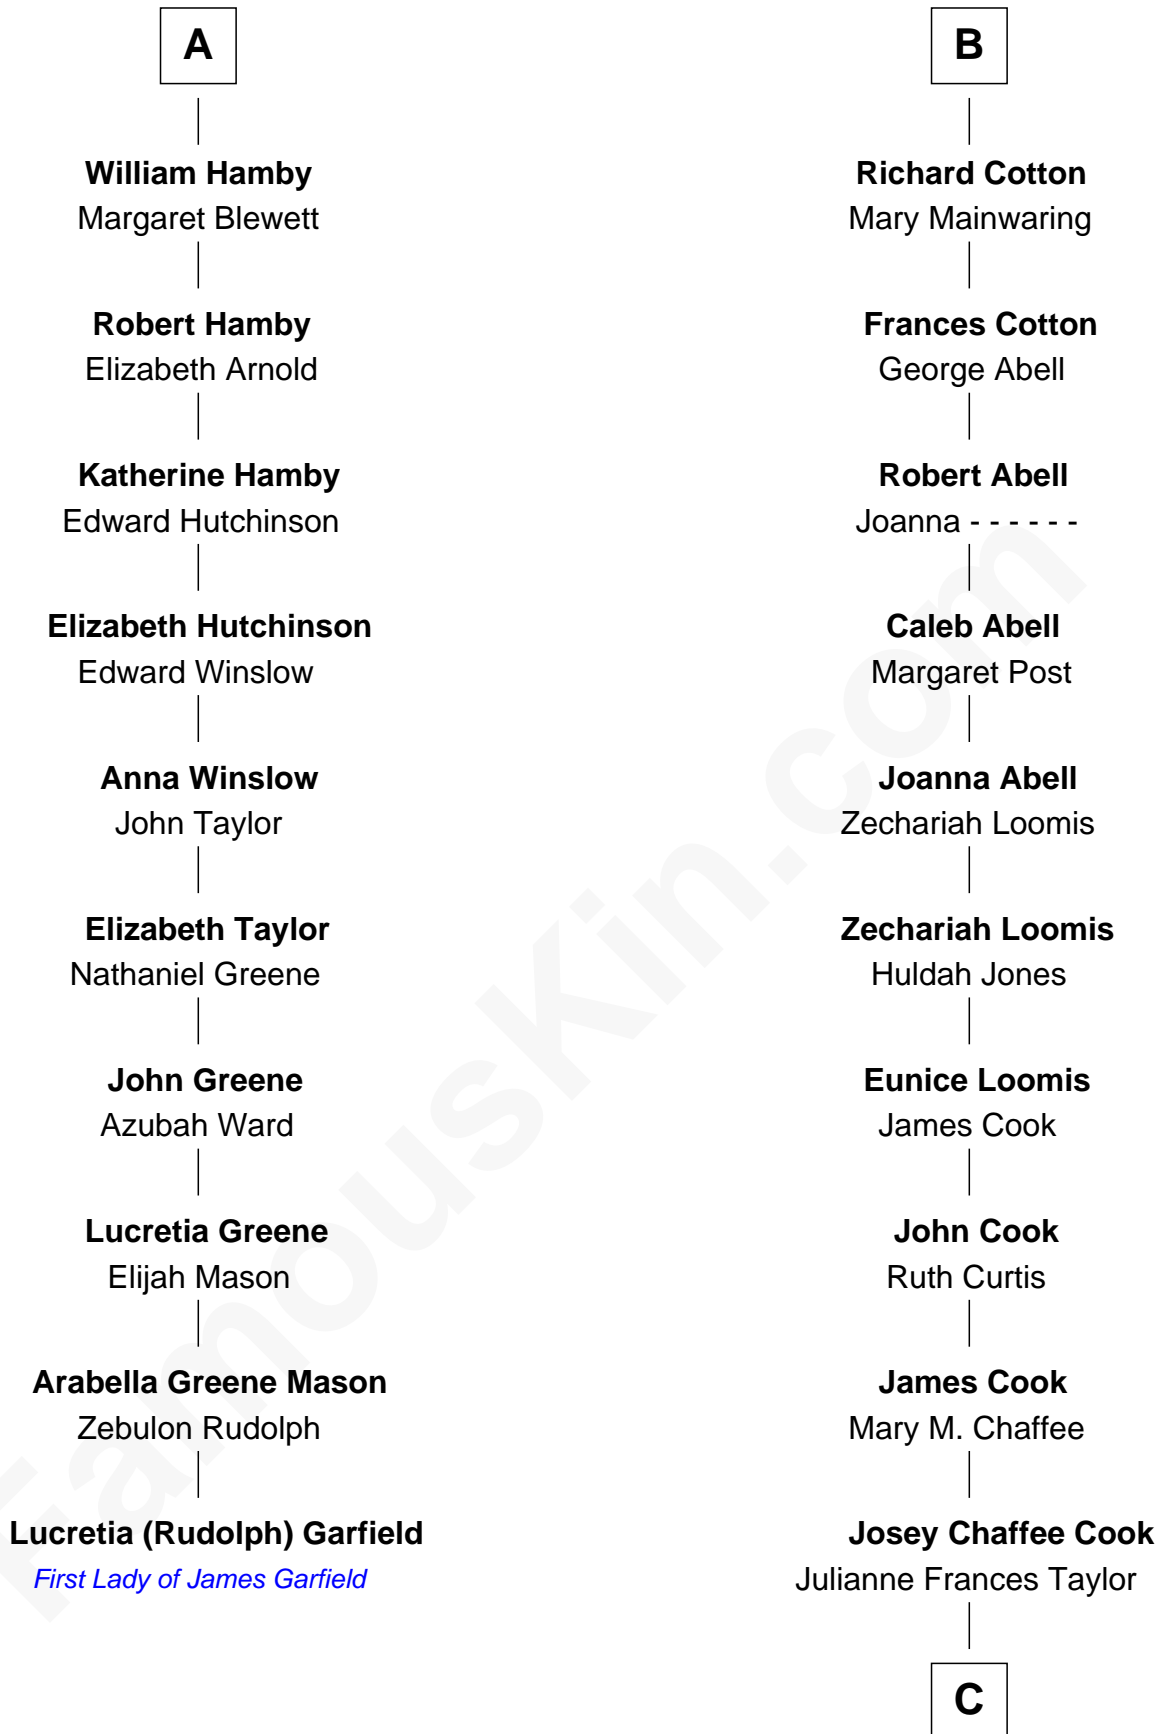 A
William Hamby
Margaret Blewett
Robert Hamby
Elizabeth Arnold
Katherine Hamby
Edward Hutchinson
Elizabeth Hutchinson
Edward Winslow
Anna Winslow
John Taylor
Elizabeth Taylor
Nathaniel Greene
John Greene
Azubah Ward
Lucretia Greene
Elijah Mason
Arabella Greene Mason
Zebulon Rudolph
Lucretia (Rudolph) Garfield
First Lady of James Garfield
B
Richard Cotton
Mary Mainwaring
Frances Cotton
George Abell
Robert Abell
Joanna - - - - - -
Caleb Abell
Margaret Post
Joanna Abell
Zechariah Loomis
Zechariah Loomis
Huldah Jones
Eunice Loomis
James Cook
John Cook
Ruth Curtis
James Cook
Mary M. Chaffee
Josey Chaffee Cook
Julianne Frances Taylor
C
FamousKin.com